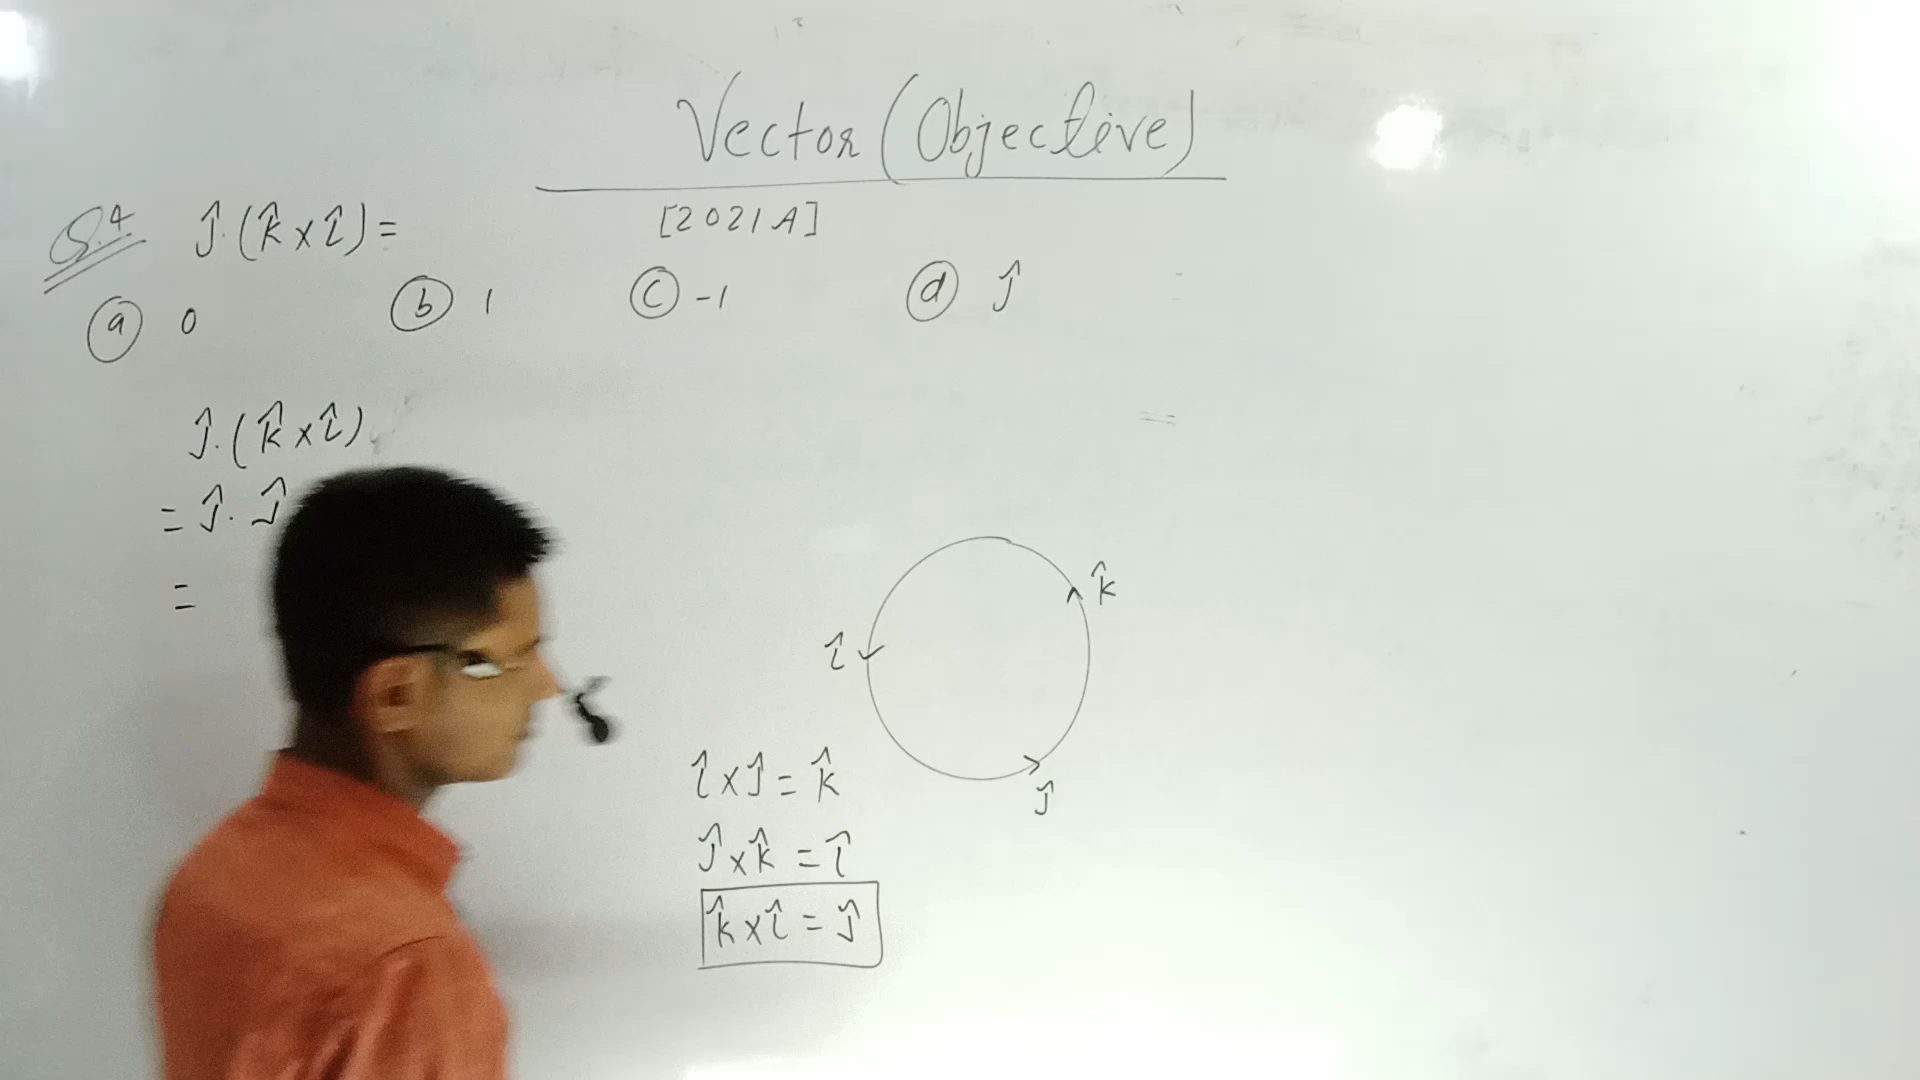 Vector (Objective)
Q.4 ĵ.(k̂ x î) = [2021A]
(a) 0 (b) 1 (c) -1 (d) ĵ
ĵ.(k̂ x î)
= ĵ. ĵ
=
k̂
î
ĵ
î x ĵ = k̂
ĵ x k̂ = î
k̂ x î = ĵ